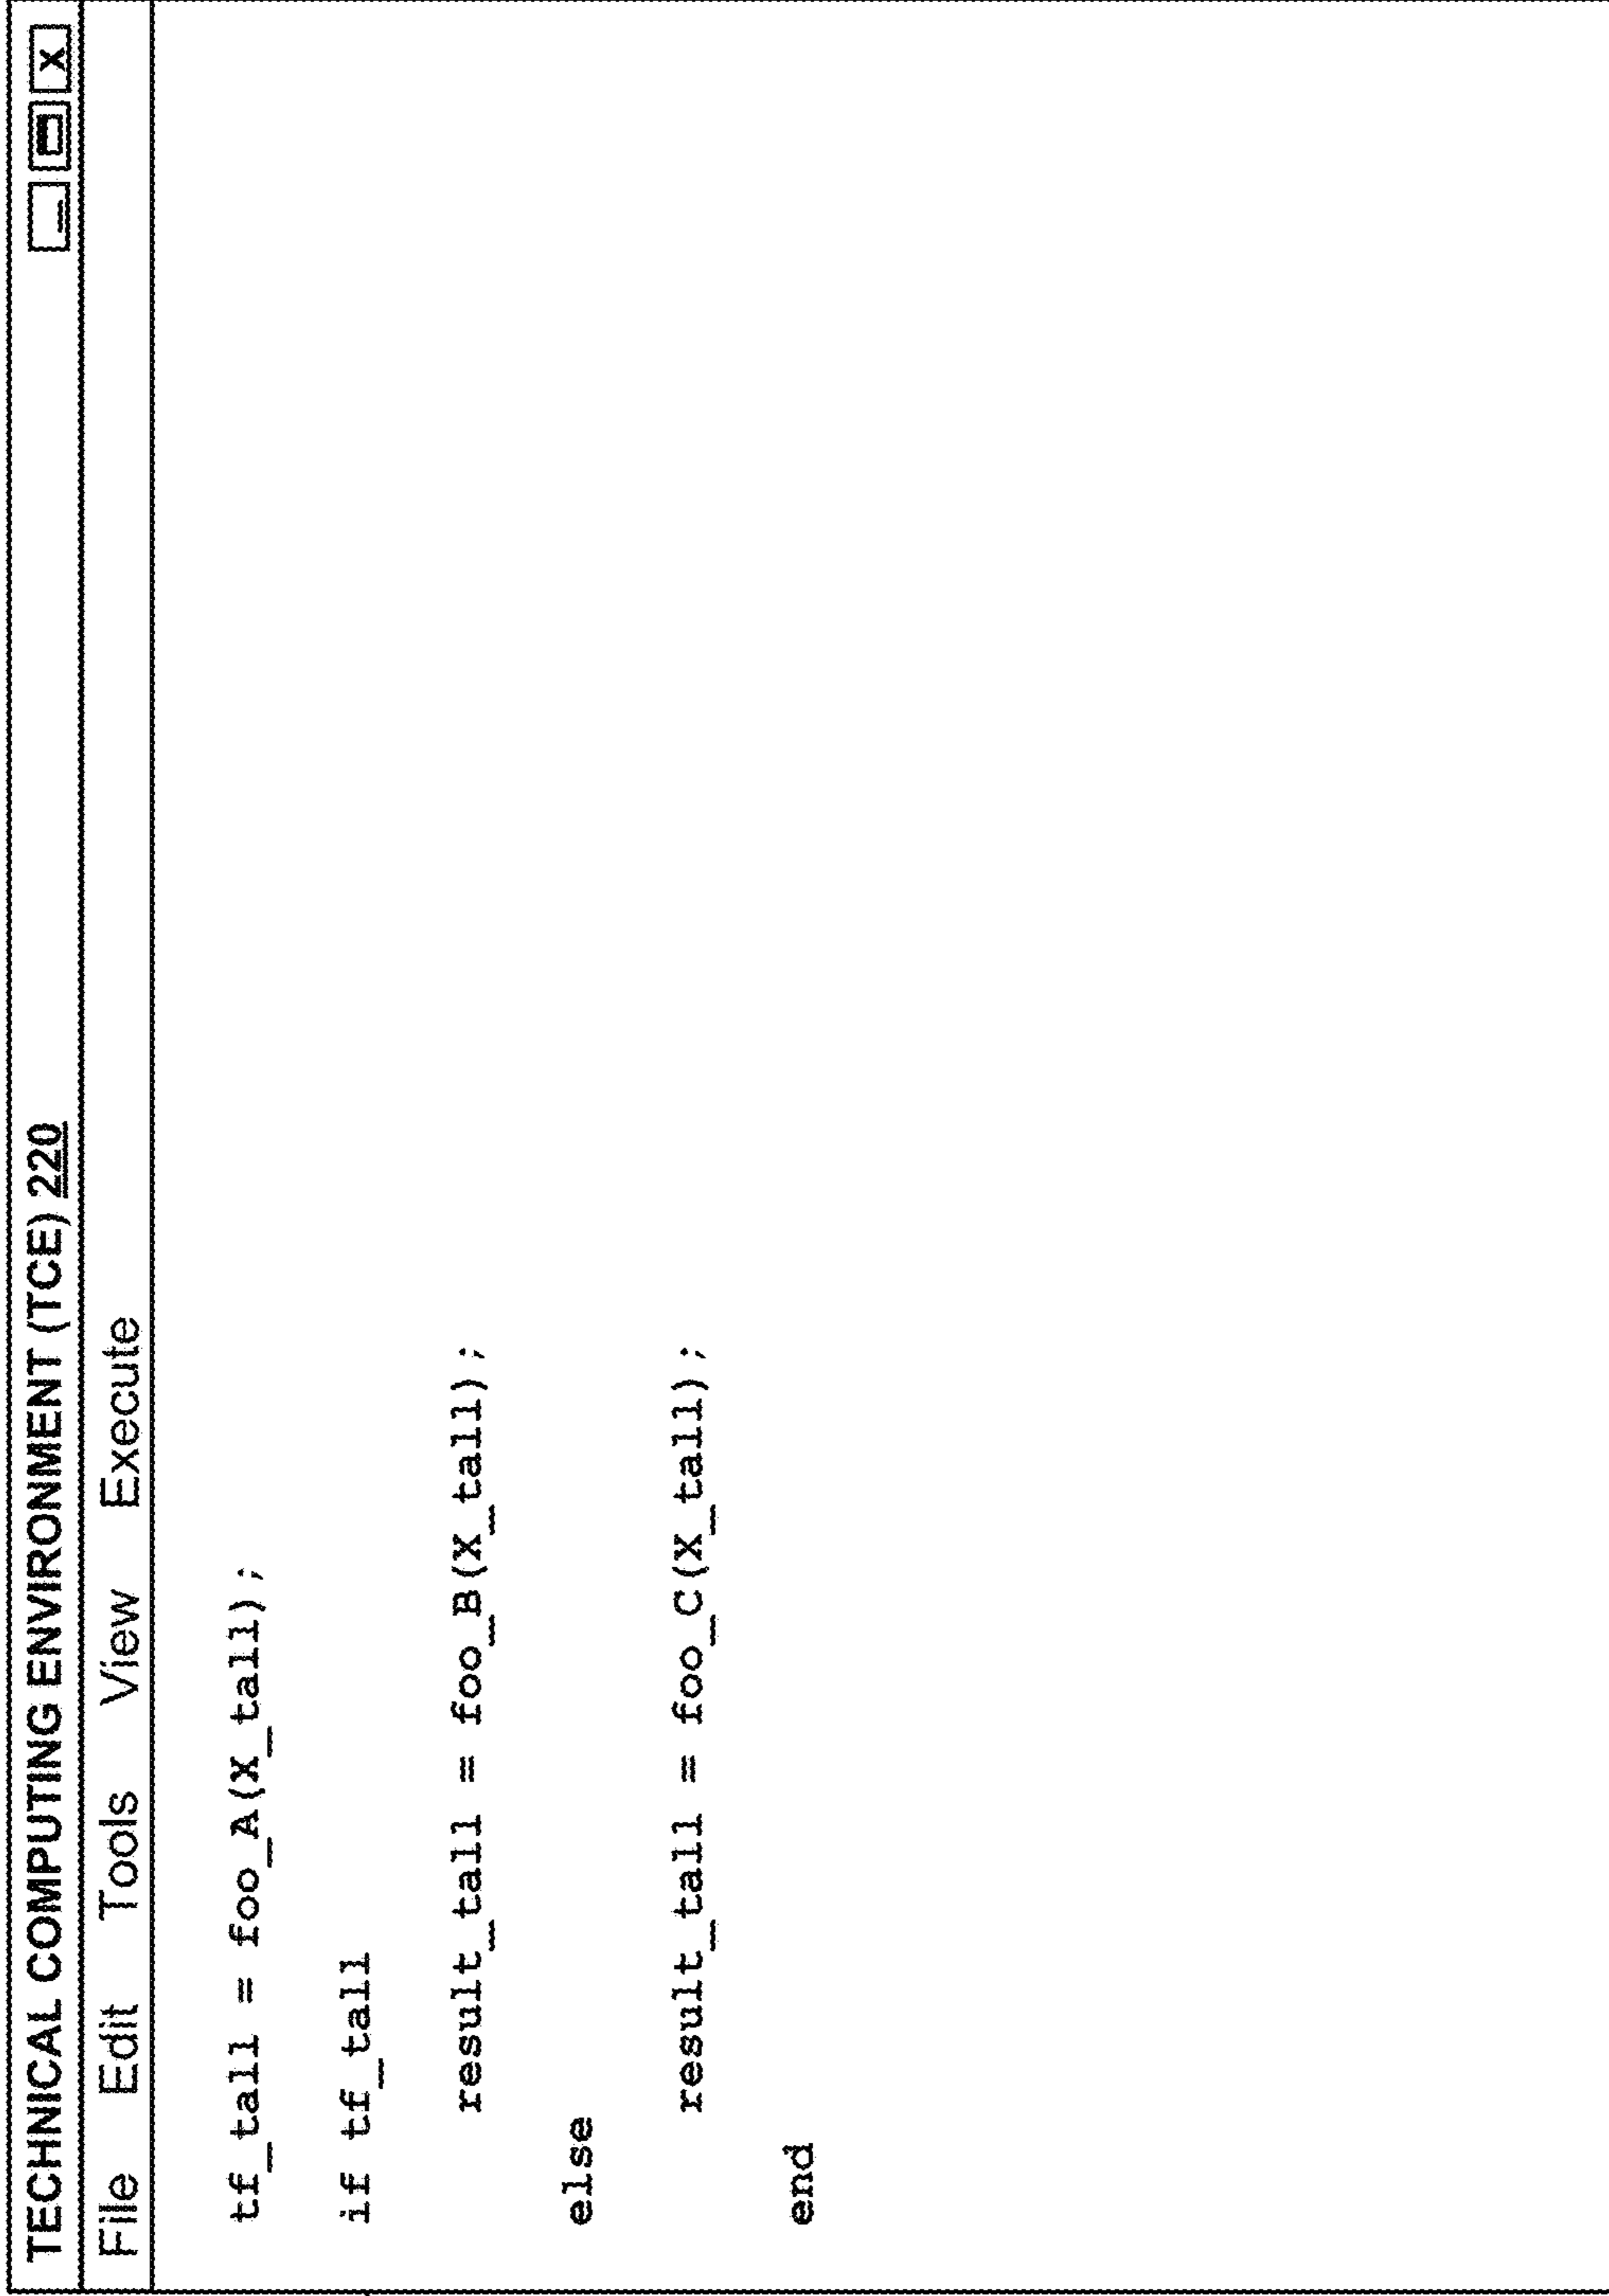 TECHNICAL COMPUTING ENVIRONMENT (TCE) 220 _ X
File Edit Tools View Execute
tf_tall = foo_A(X_tall);
if tf_tall
result_tall = foo_B(X_tall);
else
result_tall = foo_C(X_tall);
end